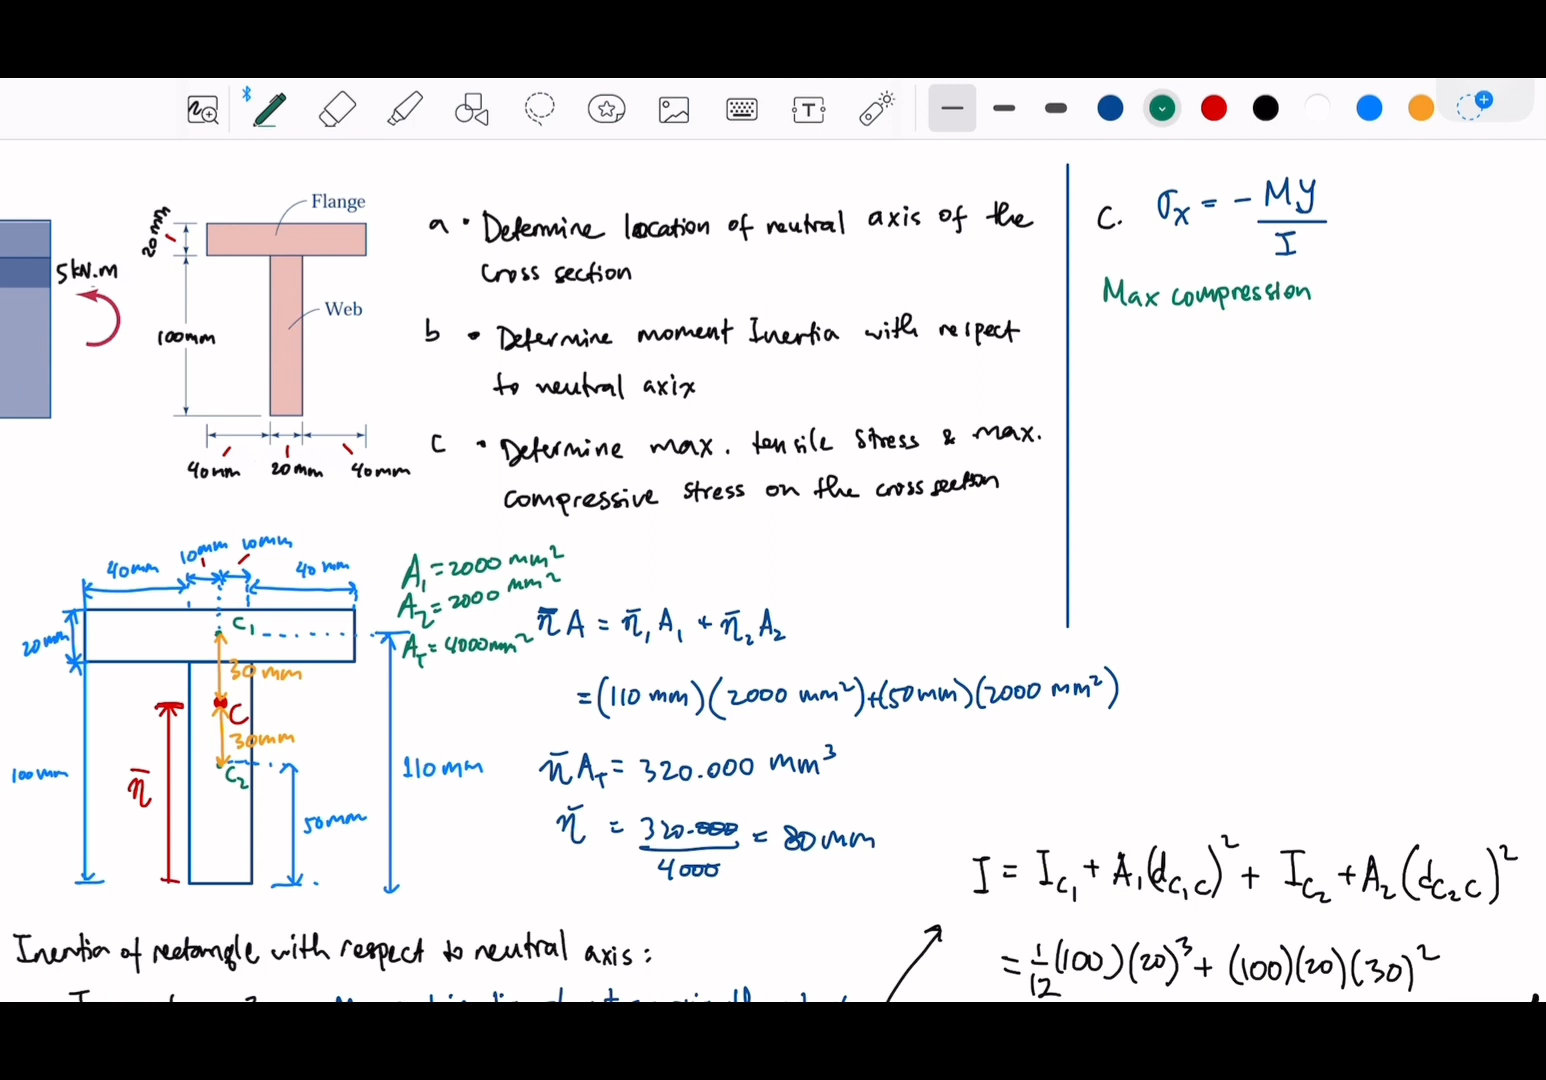 Flange
20mm
5kN.m
Web
100mm
40mm 20mm 40mm
a . Determine location of neutral axis of the
cross section
b . Determine moment Inertia with respect
to neutral axix
c . Determine max. tensile stress & max.
compressive stress on the cross section
C. σx = - My / I
Max compression
40mm 10mm 10mm 40mm
20mm
C1
30mm
C
30mm
C2
100mm
η̄
50mm
110mm
A1 = 2000 mm²
A2 = 2000 mm²
AT = 4000mm²
η̄ A = η̄1 A1 + η̄2 A2
= (110 mm)(2000 mm²)+(50mm)(2000 mm²)
η̄ AT = 320.000 mm³
η̄ = 320.000 / 4000 = 80mm
I = IC1 + A1(dC1C)² + IC2 + A2(dC2C)²
= 1/12 (100)(20)³ + (100)(20)(30)²
Inertia of rectangle with respect to neutral axis :